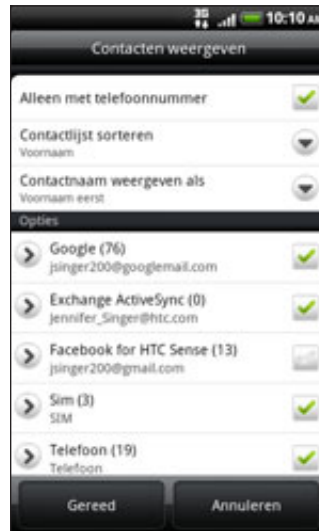 3G
10:10 AM
Contacten weergeven
Alleen met telefoonnummer
Contactlijst sorteren
Voornaam
Contactnaam weergeven als
Voornaam eerst
Opties
Google (76)
jsinger200@googlemail.com
Exchange ActiveSync (0)
Jennifer_Singer@htc.com
Facebook for HTC Sense (13)
jsinger200@gmail.com
Sim (3)
SIM
Telefoon (19)
Telefoon
Gereed
Annuleren